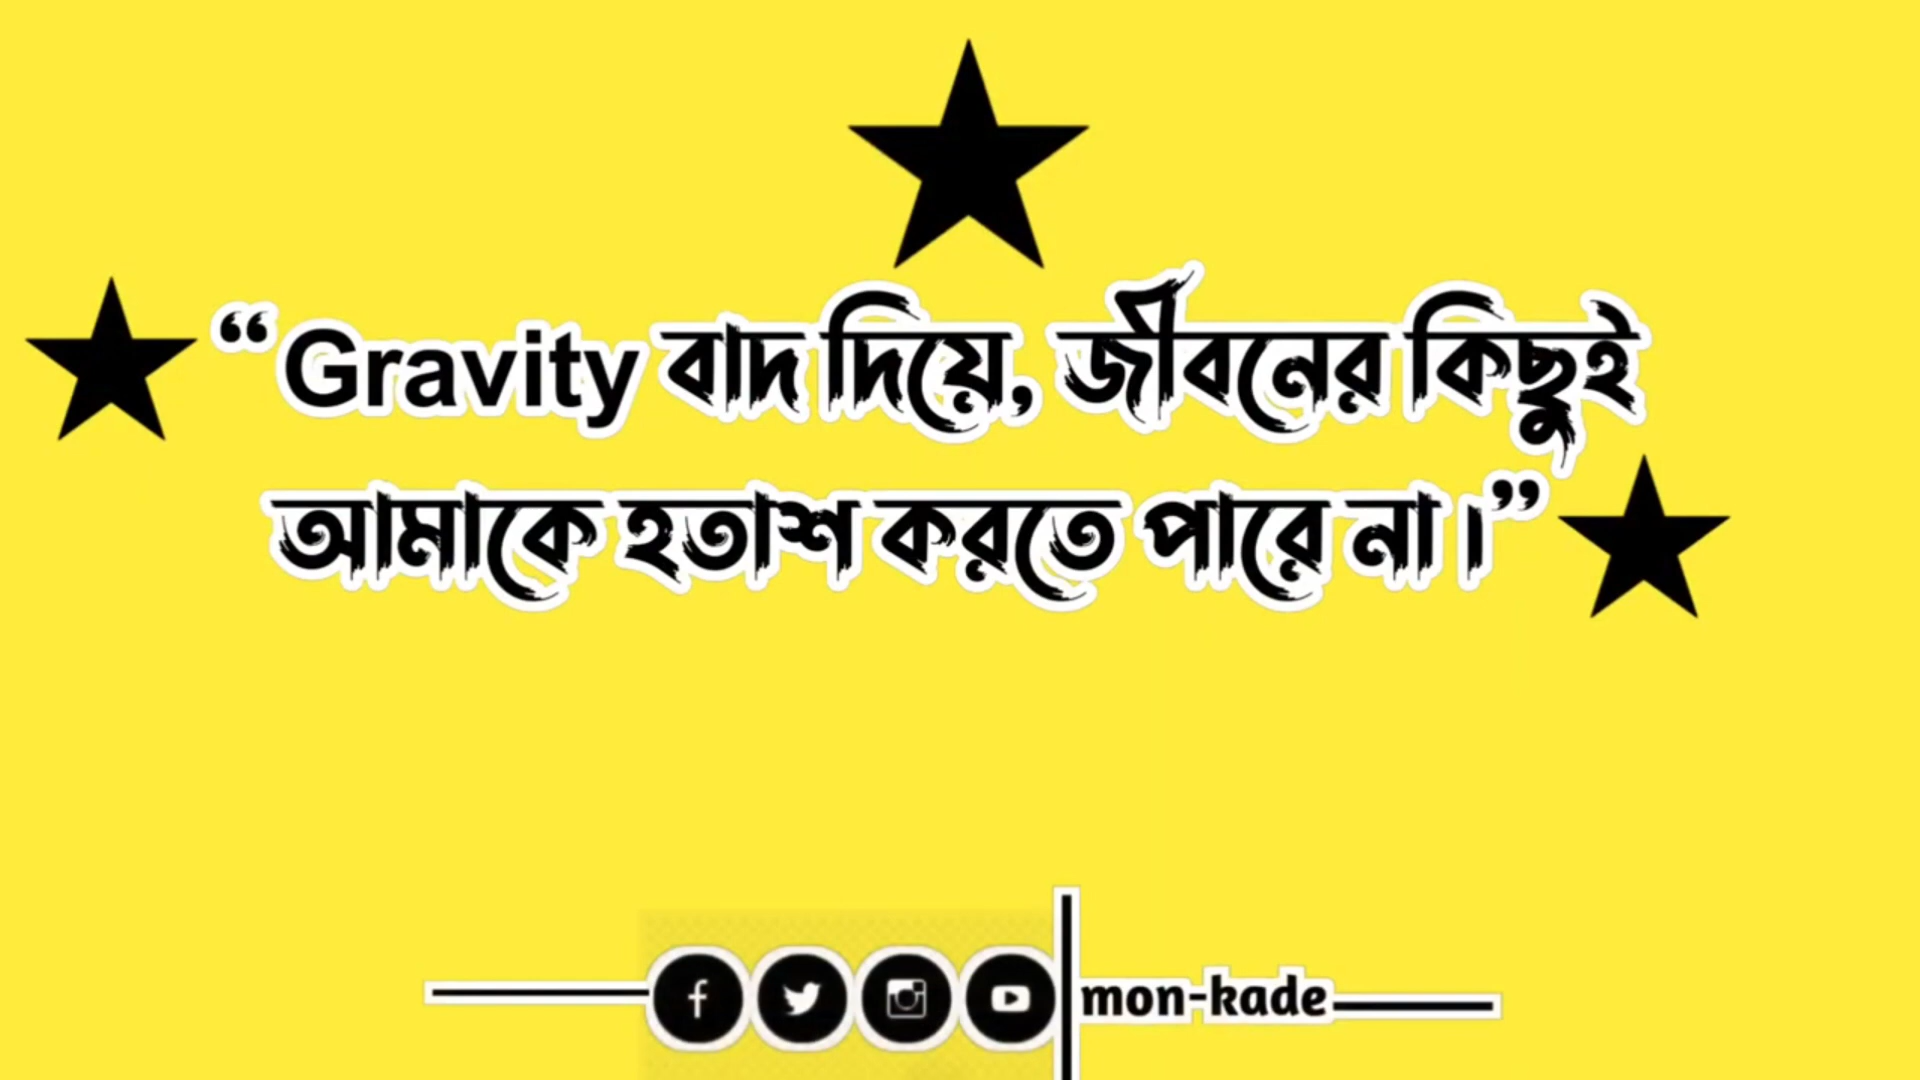 “Gravity বাদ দিয়ে, জীবনের কিছুই
আমাকে হতাশ করতে পারে না।”
mon-kade